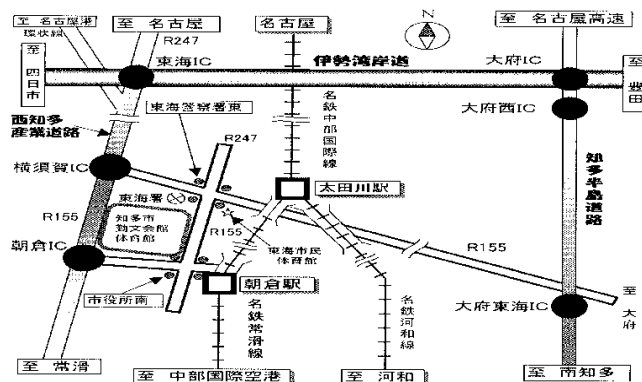 至 名古屋港
環状線
至 名古屋
名古屋
N
至 名古屋高速
R247
至 四日市
東海IC
伊勢湾岸道
大府IC
至 豊田
大府西IC
東海警察署東
西知多
産業道路
R247
名鉄中部国際線
横須賀IC
太田川駅
知多半島道路
東海署
知多市
勤文会館
体育館
R155
R155
東海市民
体育館
R155
朝倉IC
朝倉駅
大府東海IC
至 大府
市役所南
名鉄常滑線
名鉄河和線
至 常滑
至 中部国際空港
至 河和
至 南知多